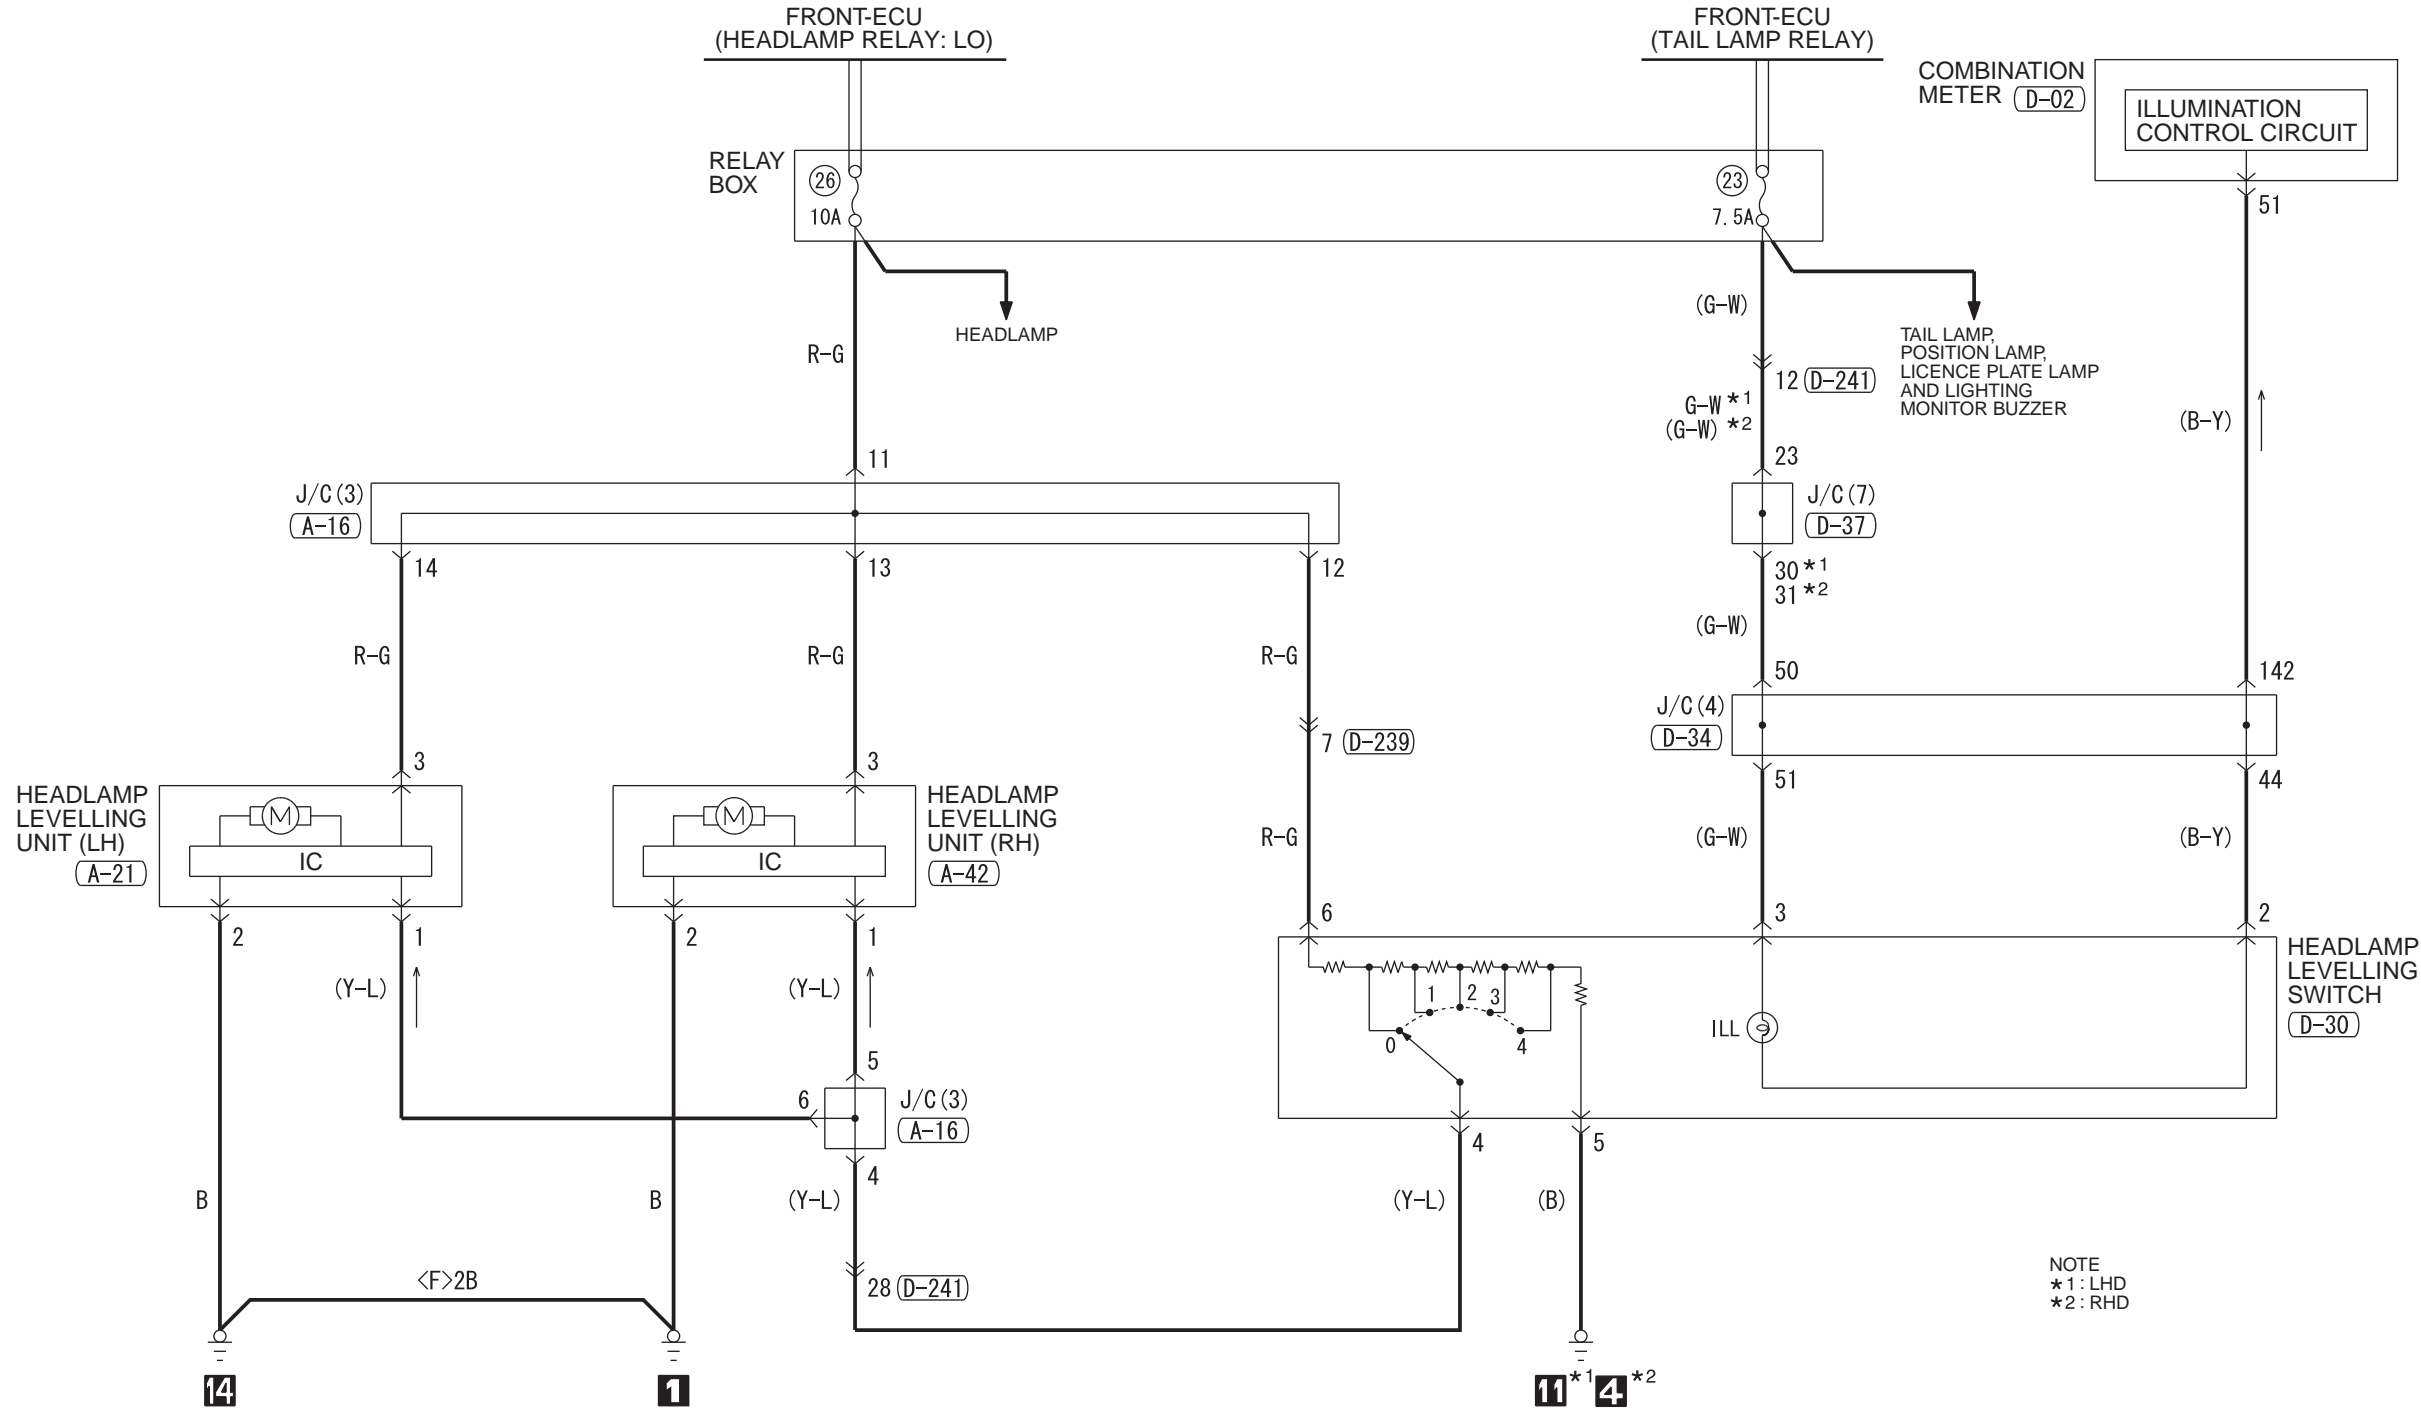 FRONT-ECU
(HEADLAMP RELAY: LO)
FRONT-ECU
(TAIL LAMP RELAY)
COMBINATION
METER D-02
ILLUMINATION
CONTROL CIRCUIT
RELAY
BOX
26
10A
23
7.5A
51
HEADLAMP
R-G
(G-W)
TAIL LAMP,
POSITION LAMP,
LICENCE PLATE LAMP
AND LIGHTING
MONITOR BUZZER
12 D-241
G-W *1
(G-W) *2
(B-Y)
11
23
J/C(3)
A-16
J/C(7)
D-37
14
13
12
30 *1
31 *2
R-G
R-G
R-G
(G-W)
50
142
J/C(4)
D-34
7 D-239
3
3
51
44
HEADLAMP
LEVELLING
UNIT (LH)
A-21
M
IC
M
IC
HEADLAMP
LEVELLING
UNIT (RH)
A-42
R-G
(G-W)
(B-Y)
6
3
2
2
1
2
1
HEADLAMP
LEVELLING
SWITCH
D-30
(Y-L)
(Y-L)
0
1
2
3
4
ILL
5
6
J/C(3)
A-16
4
4
5
B
B
(Y-L)
(Y-L)
(B)
<F>2B
28 D-241
NOTE
*1 : LHD
*2 : RHD
14
1
11 *1 4 *2